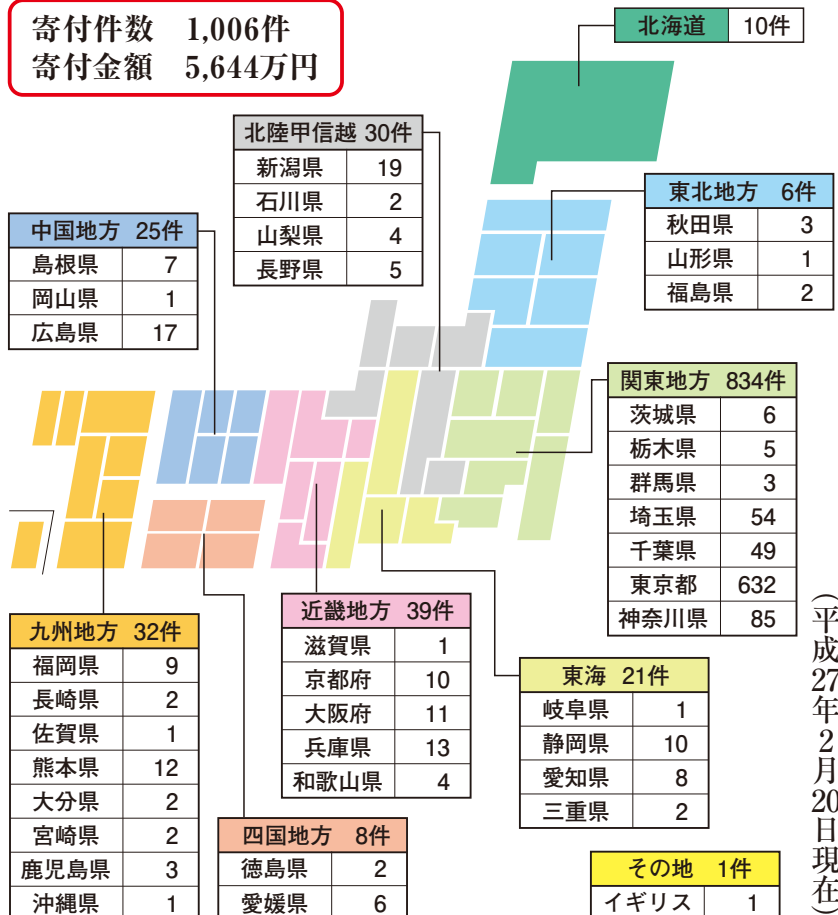 寄付件数 1,006件
寄付金額 5,644万円
北海道 10件
北陸甲信越 30件
新潟県 19
石川県 2
山梨県 4
長野県 5
東北地方 6件
秋田県 3
山形県 1
福島県 2
中国地方 25件
島根県 7
岡山県 1
広島県 17
関東地方 834件
茨城県 6
栃木県 5
群馬県 3
埼玉県 54
千葉県 49
東京都 632
神奈川県 85
近畿地方 39件
滋賀県 1
京都府 10
大阪府 11
兵庫県 13
和歌山県 4
九州地方 32件
福岡県 9
長崎県 2
佐賀県 1
熊本県 12
大分県 2
宮崎県 2
鹿児島県 3
沖縄県 1
東海 21件
岐阜県 1
静岡県 10
愛知県 8
三重県 2
四国地方 8件
徳島県 2
愛媛県 6
その地 1件
イギリス 1
(平成27年2月20日現在)